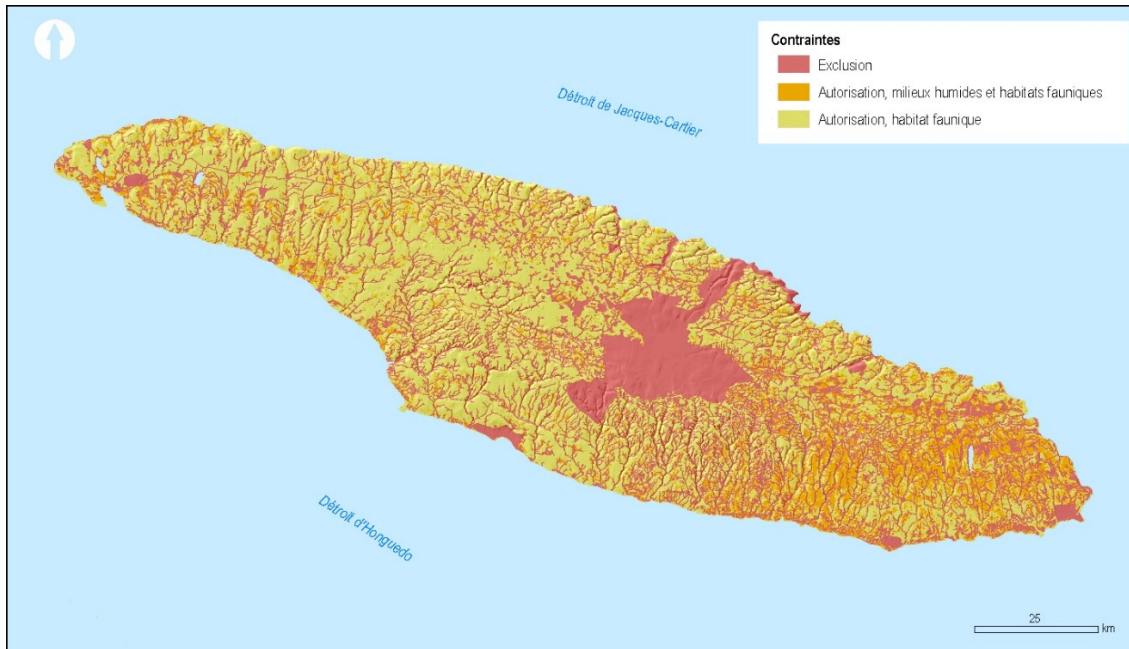 Contraintes
Exclusion
Autorisation, milieux humides et habitats fauniques
Autorisation, habitat faunique
Détroit de Jacques-Cartier
Détroit d'Honguedo
25
km